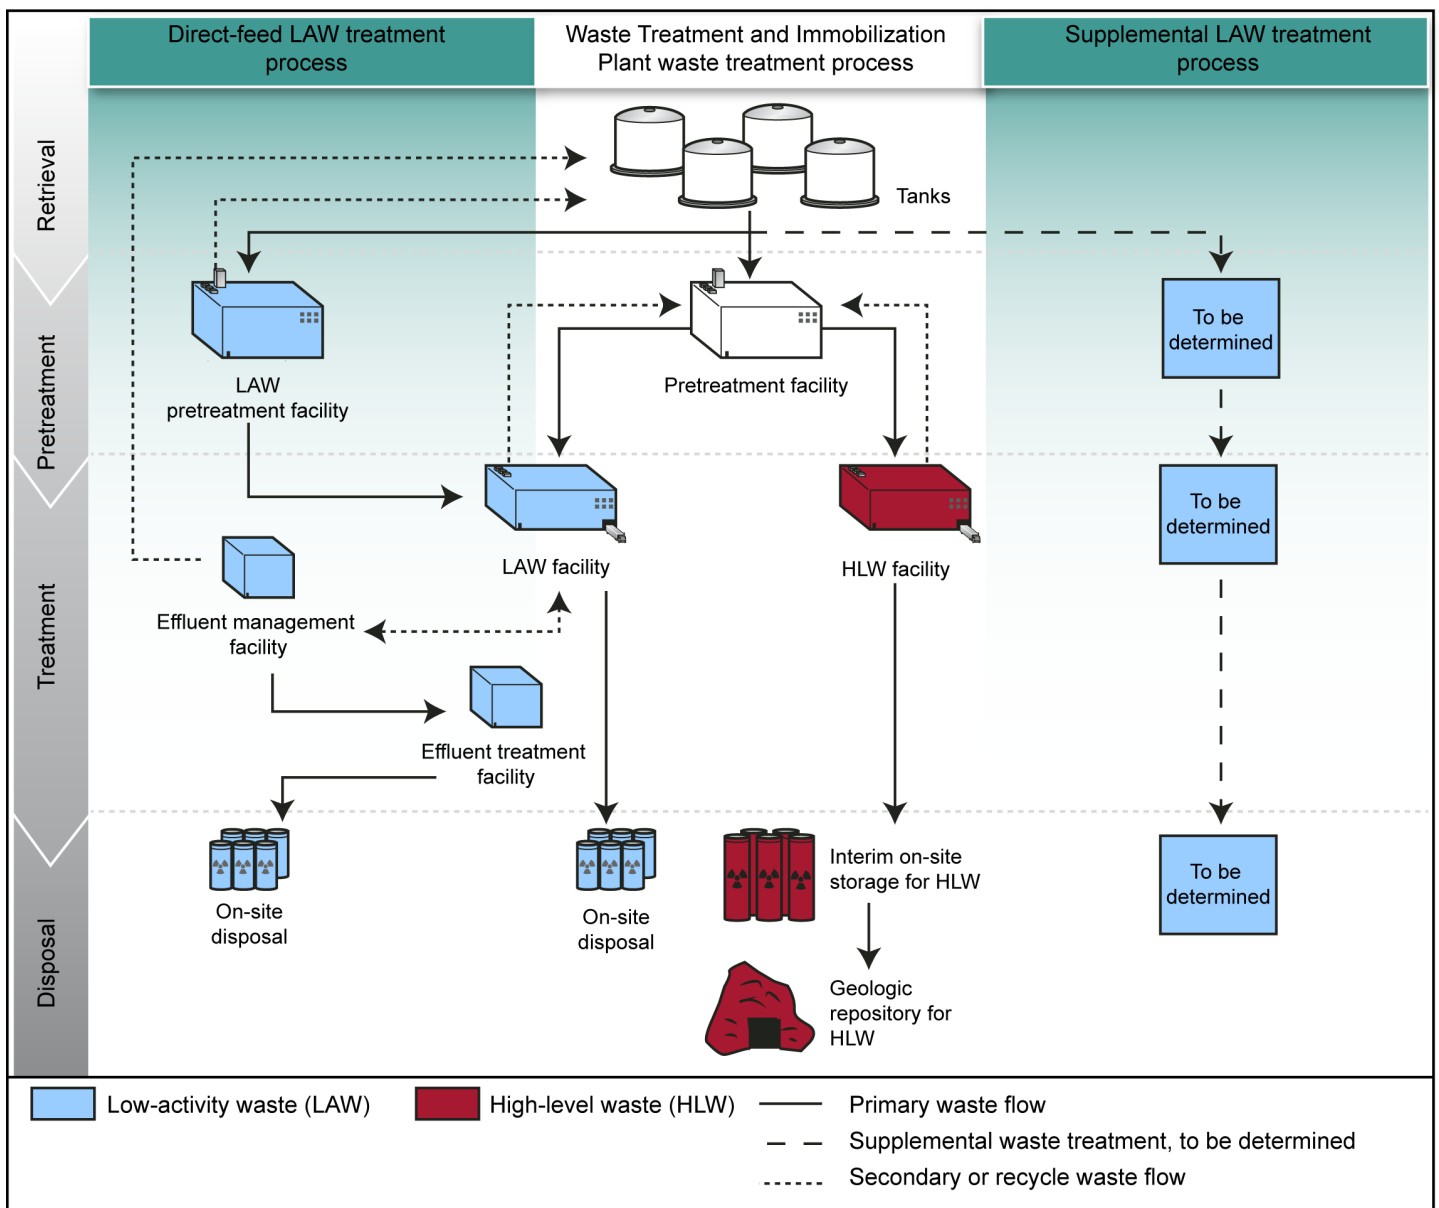 Direct-feed LAW treatment
process
Waste Treatment and Immobilization
Plant waste treatment process
Supplemental LAW treatment
process
Retrieval
Tanks
Pretreatment
LAW
pretreatment facility
Pretreatment facility
To be
determined
Treatment
LAW facility
HLW facility
To be
determined
Effluent management
facility
Effluent treatment
facility
Disposal
On-site
disposal
On-site
disposal
Interim on-site
storage for HLW
Geologic
repository for
HLW
To be
determined
Low-activity waste (LAW)
High-level waste (HLW)
Primary waste flow
Supplemental waste treatment, to be determined
Secondary or recycle waste flow